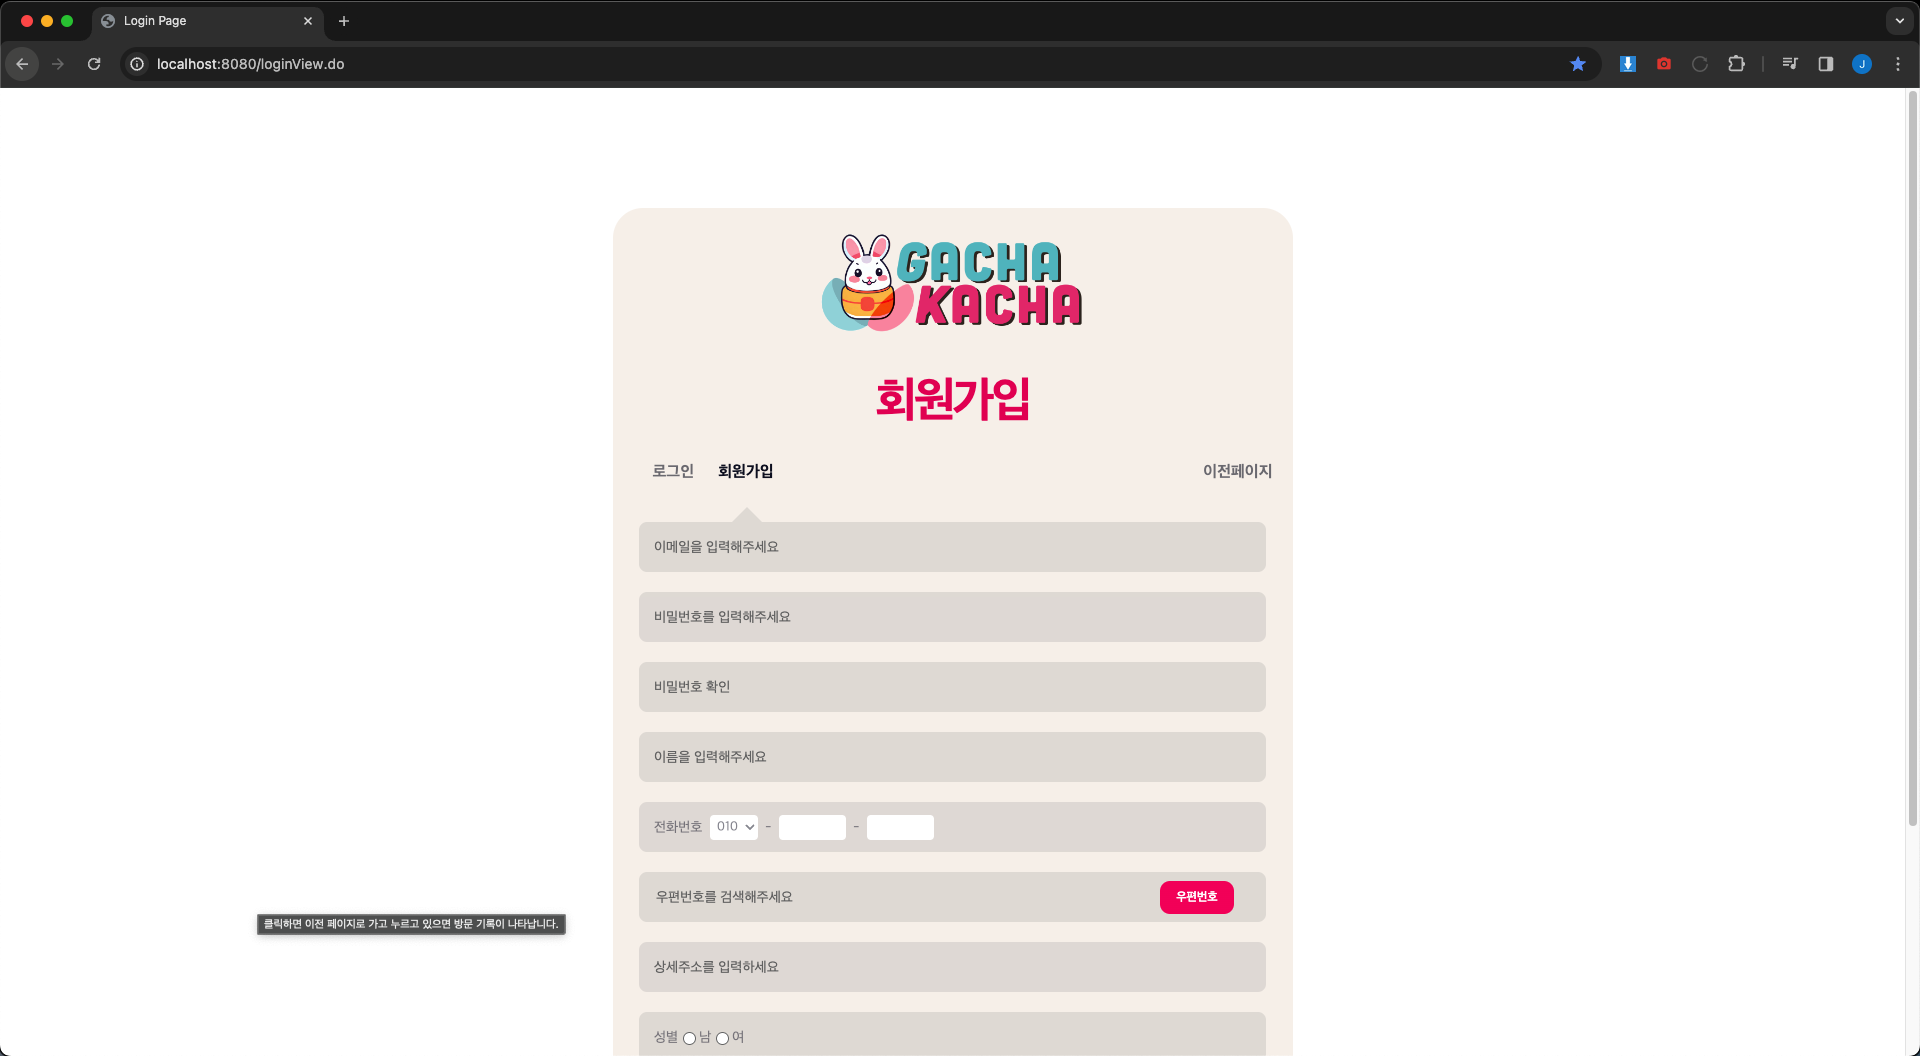 Login Page
localhost:8080/loginView.do
J
GACHA
KACHA
회원가입
로그인 회원가입 이전페이지
이메일을 입력해주세요
비밀번호를 입력해주세요
비밀번호 확인
이름을 입력해주세요
전화번호 010 - -
우편번호를 검색해주세요 우편번호
클릭하면 이전 페이지로 가고 누르고 있으면 방문 기록이 나타납니다.
상세주소를 입력하세요
성별 남 여